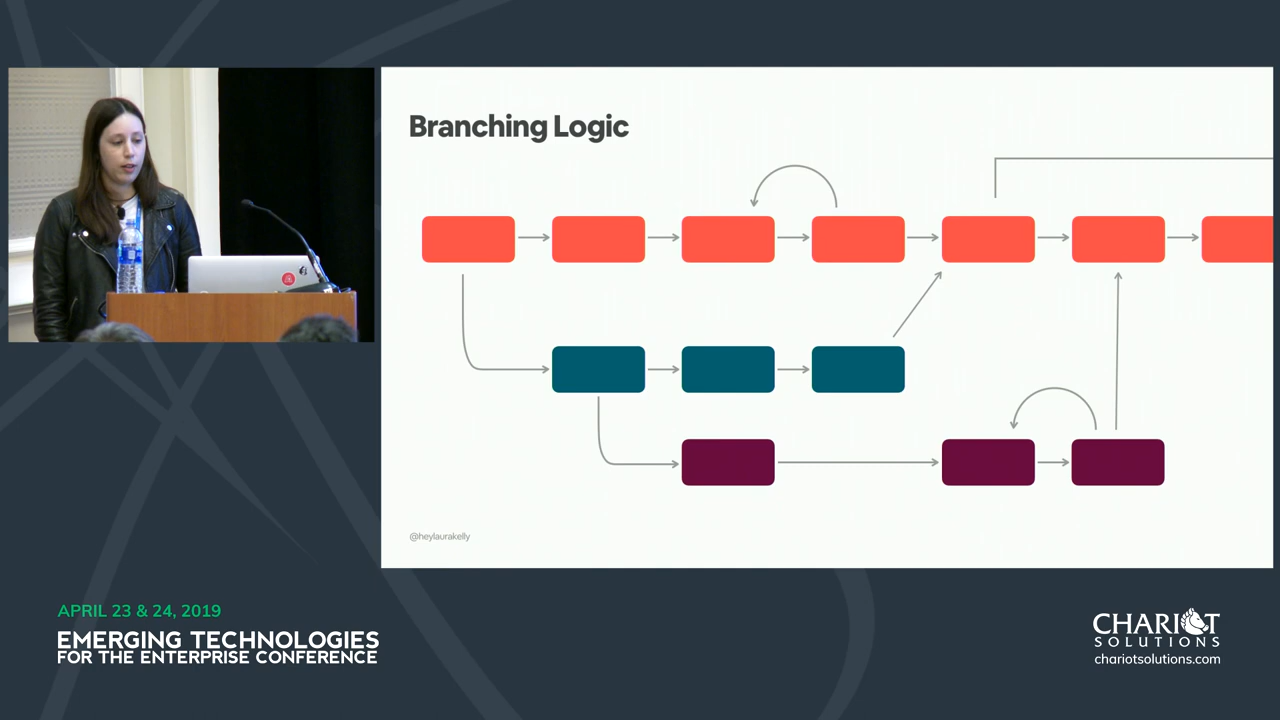 Branching Logic
@heylaurakelly
APRIL 23 & 24, 2019
EMERGING TECHNOLOGIES
FOR THE ENTERPRISE CONFERENCE
CHARIOT
SOLUTIONS
chariotsolutions.com